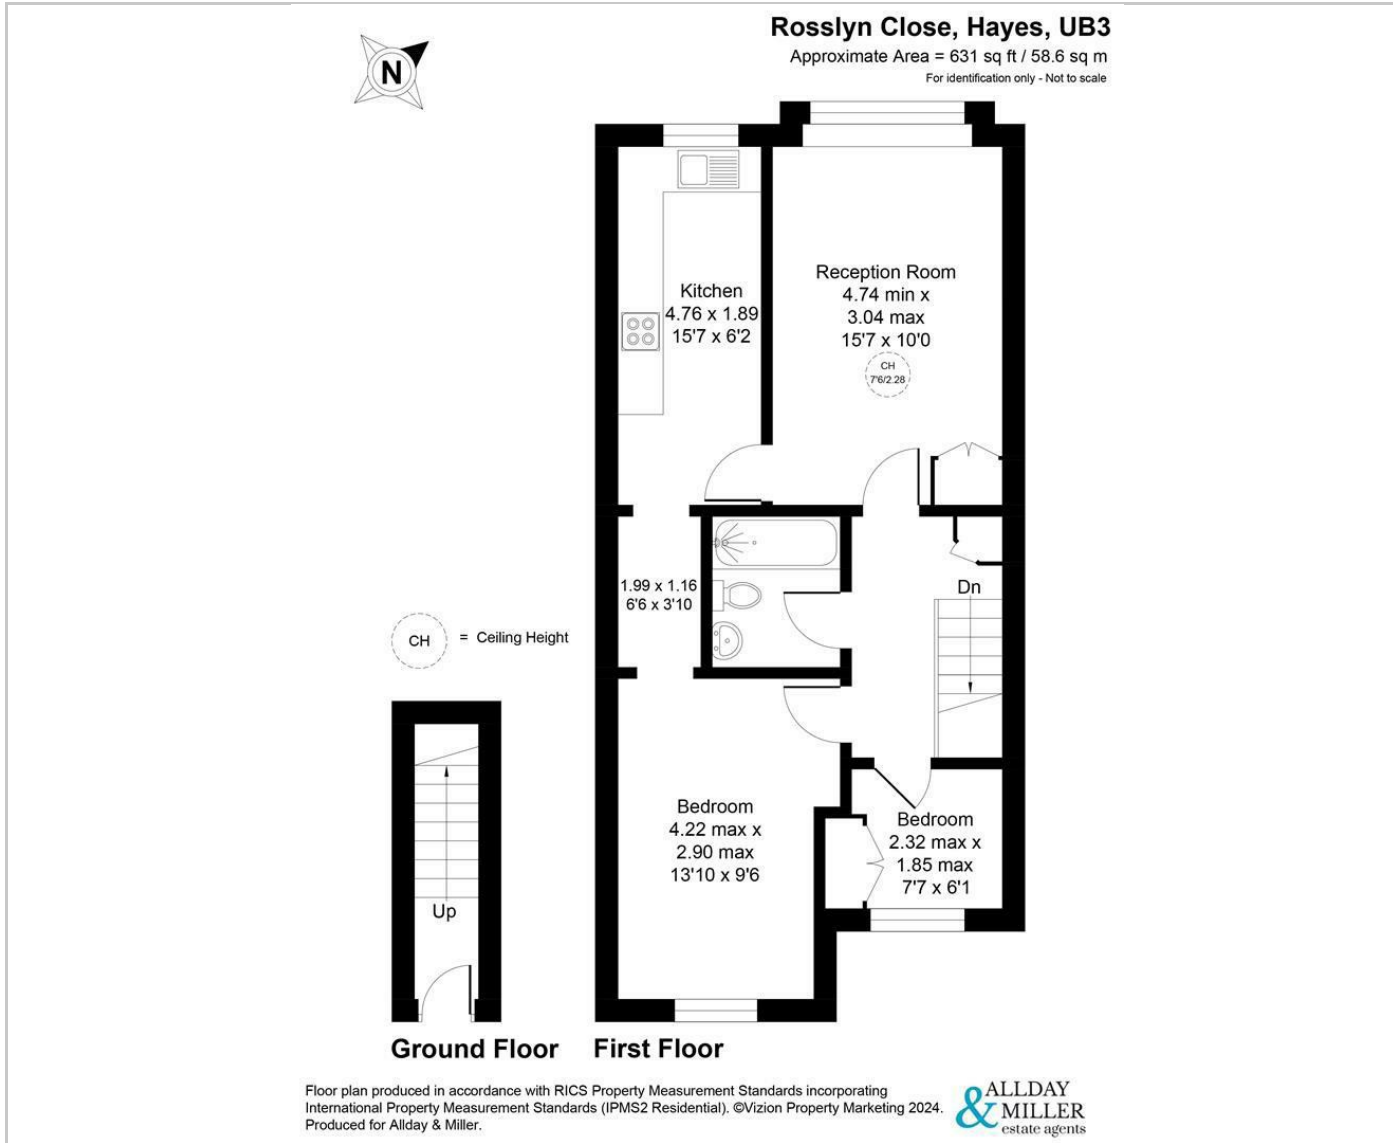 Rosslyn Close, Hayes, UB3
Approximate Area = 631 sq ft / 58.6 sq m
For identification only - Not to scale
N
Kitchen
4.76 x 1.89
15'7 x 6'2
Reception Room
4.74 min x
3.04 max
15'7 x 10'0
CH
7'6/2.28
1.99 x 1.16
6'6 x 3'10
Dn
CH = Ceiling Height
Bedroom
4.22 max x
2.90 max
13'10 x 9'6
Bedroom
2.32 max x
1.85 max
7'7 x 6'1
Up
Ground Floor
First Floor
Floor plan produced in accordance with RICS Property Measurement Standards incorporating
International Property Measurement Standards (IPMS2 Residential). ©Vizion Property Marketing 2024.
Produced for Allday & Miller.
ALLDAY
& MILLER
estate agents